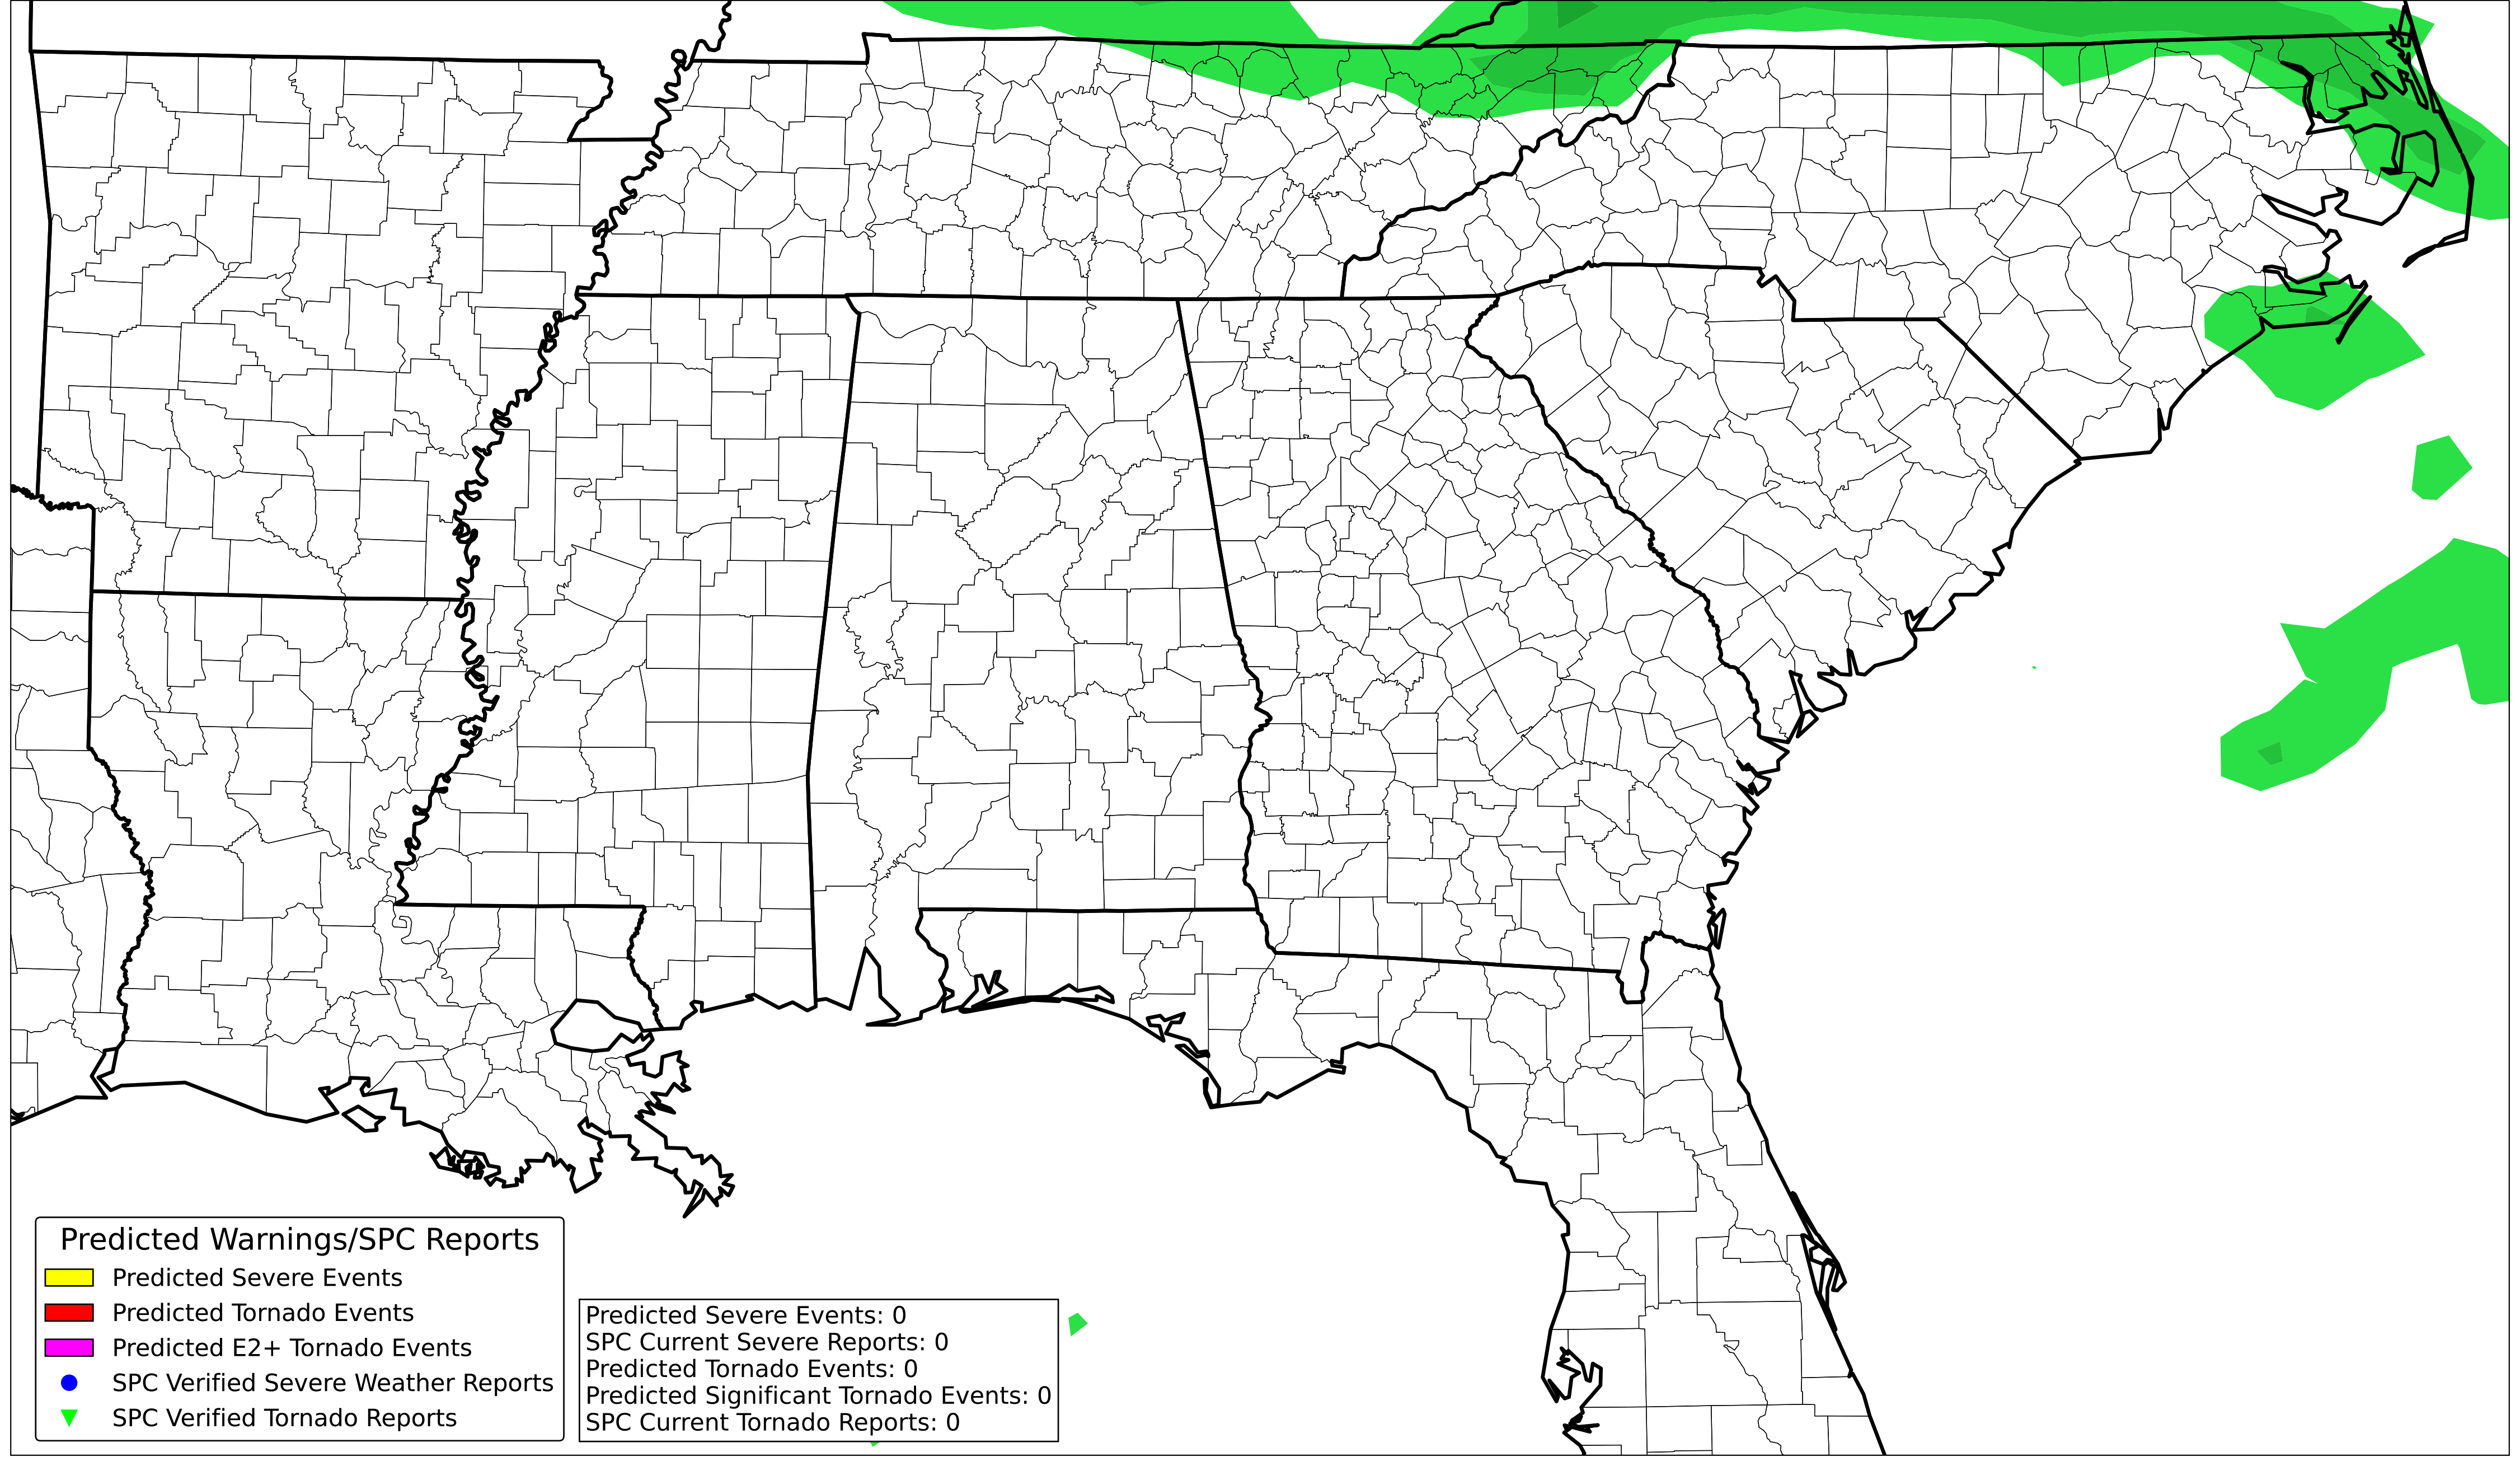 Predicted Warnings/SPC Reports
Predicted Severe Events
Predicted Tornado Events
Predicted E2+ Tornado Events
SPC Verified Severe Weather Reports
SPC Verified Tornado Reports
Predicted Severe Events: 0
SPC Current Severe Reports: 0
Predicted Tornado Events: 0
Predicted Significant Tornado Events: 0
SPC Current Tornado Reports: 0